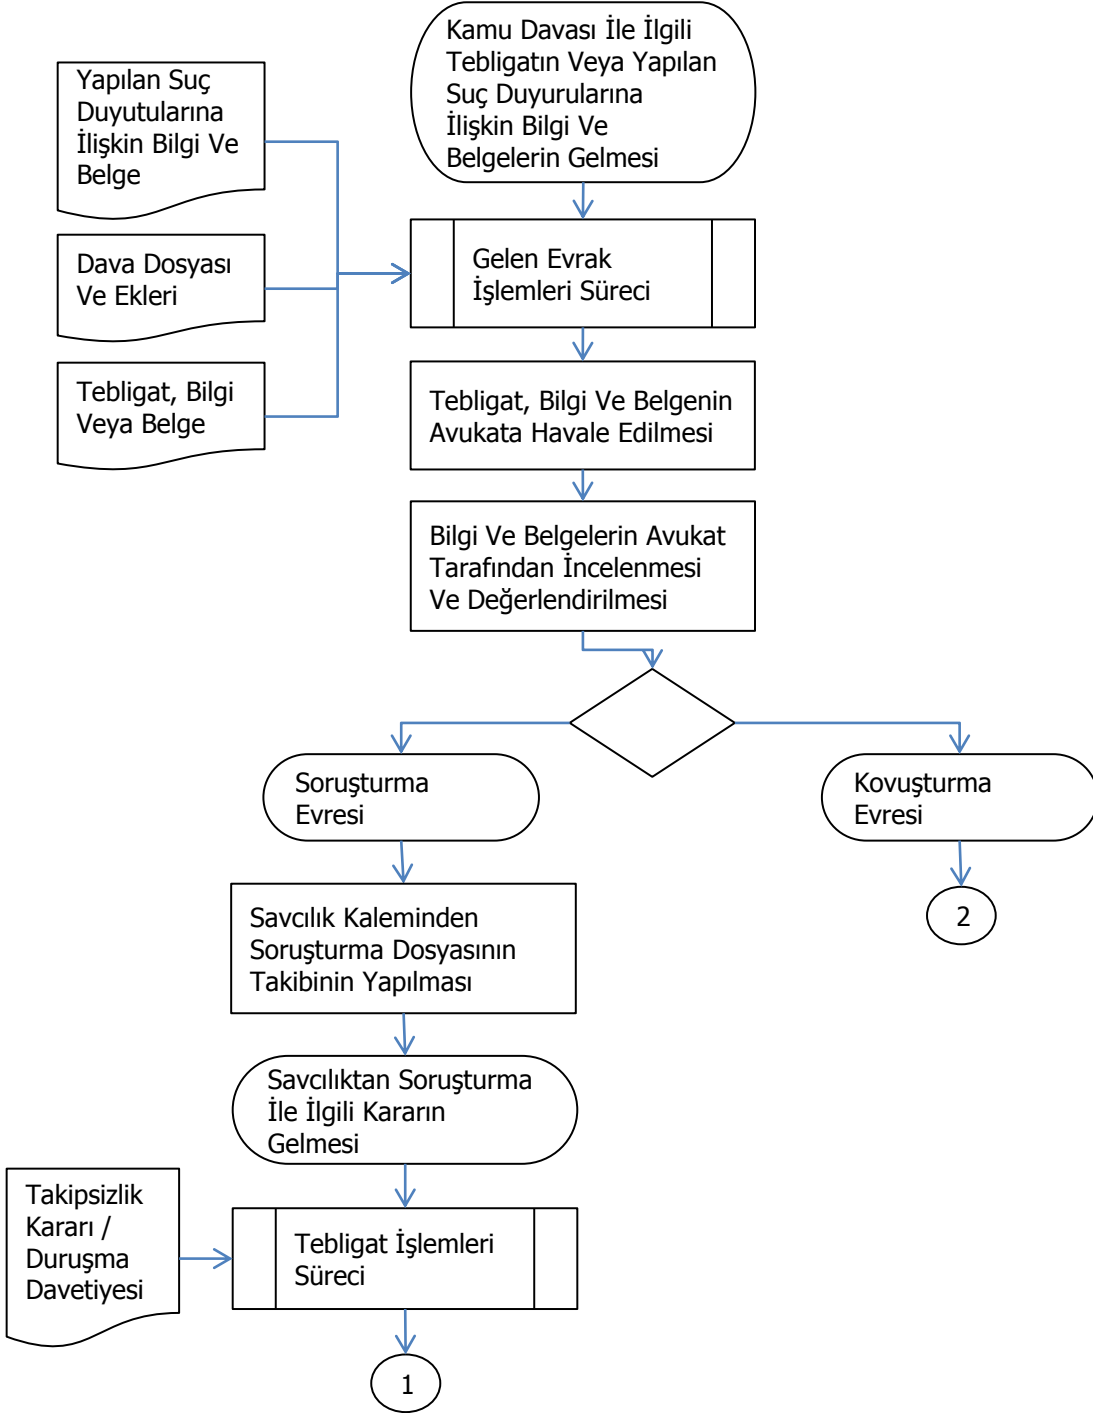 Kamu Davası İle İlgili
Tebligatın Veya Yapılan
Suç Duyurularına
İlişkin Bilgi Ve
Belgelerin Gelmesi
Yapılan Suç
Duyutularına
İlişkin Bilgi Ve
Belge
Gelen Evrak
İşlemleri Süreci
Dava Dosyası
Ve Ekleri
Tebligat, Bilgi
Veya Belge
Tebligat, Bilgi Ve Belgenin
Avukata Havale Edilmesi
Bilgi Ve Belgelerin Avukat
Tarafından İncelenmesi
Ve Değerlendirilmesi
Soruşturma
Evresi
Kovuşturma
Evresi
Savcılık Kaleminden
Soruşturma Dosyasının
Takibinin Yapılması
2
Savcılıktan Soruşturma
İle İlgili Kararın
Gelmesi
Takipsizlik
Kararı /
Duruşma
Davetiyesi
Tebligat İşlemleri
Süreci
1